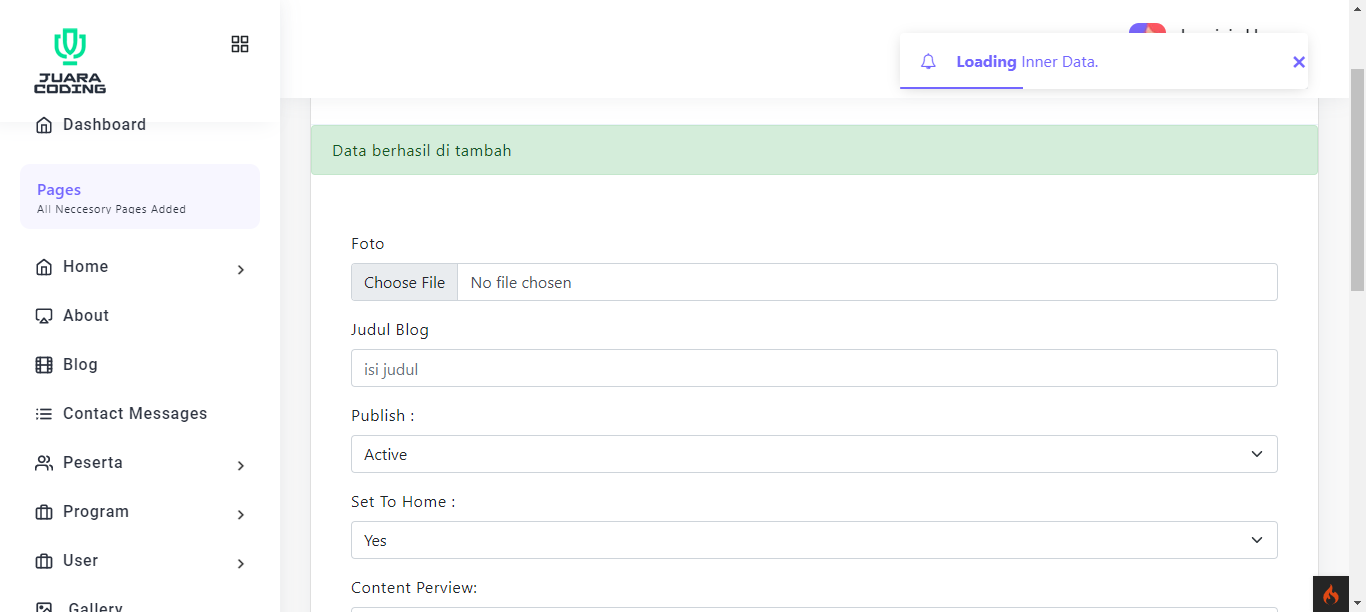 JUARA
CODING
Dashboard
Pages
All Neccesory Pages Added
Home
About
Blog
Contact Messages
Peserta
Program
User
Gallery
Loading Inner Data.
Data berhasil di tambah
Foto
Choose File No file chosen
Judul Blog
isi judul
Publish :
Active
Set To Home :
Yes
Content Perview: